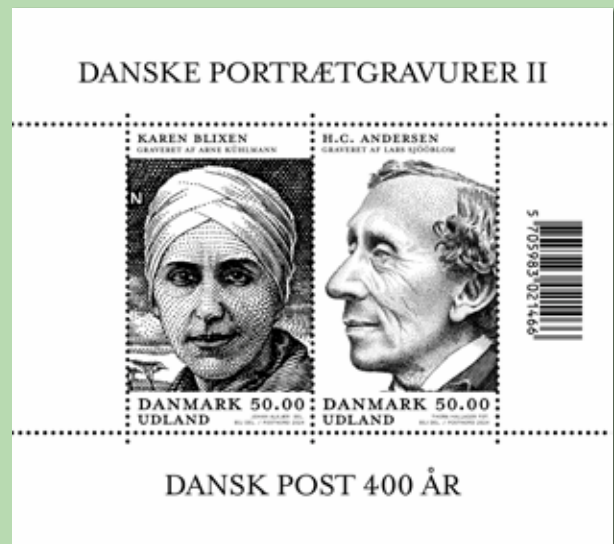 DANSKE PORTRÆTGRAVURER II
KAREN BLIXEN
GRAVERET AF ARNE KÜHLMANN
N
DANMARK 50.00
UDLAND
H.C. ANDERSEN
GRAVERET AF LARS SJÖÖBLOM
DANMARK 50.00
UDLAND
5 705983 021466
DANSK POST 400 ÅR